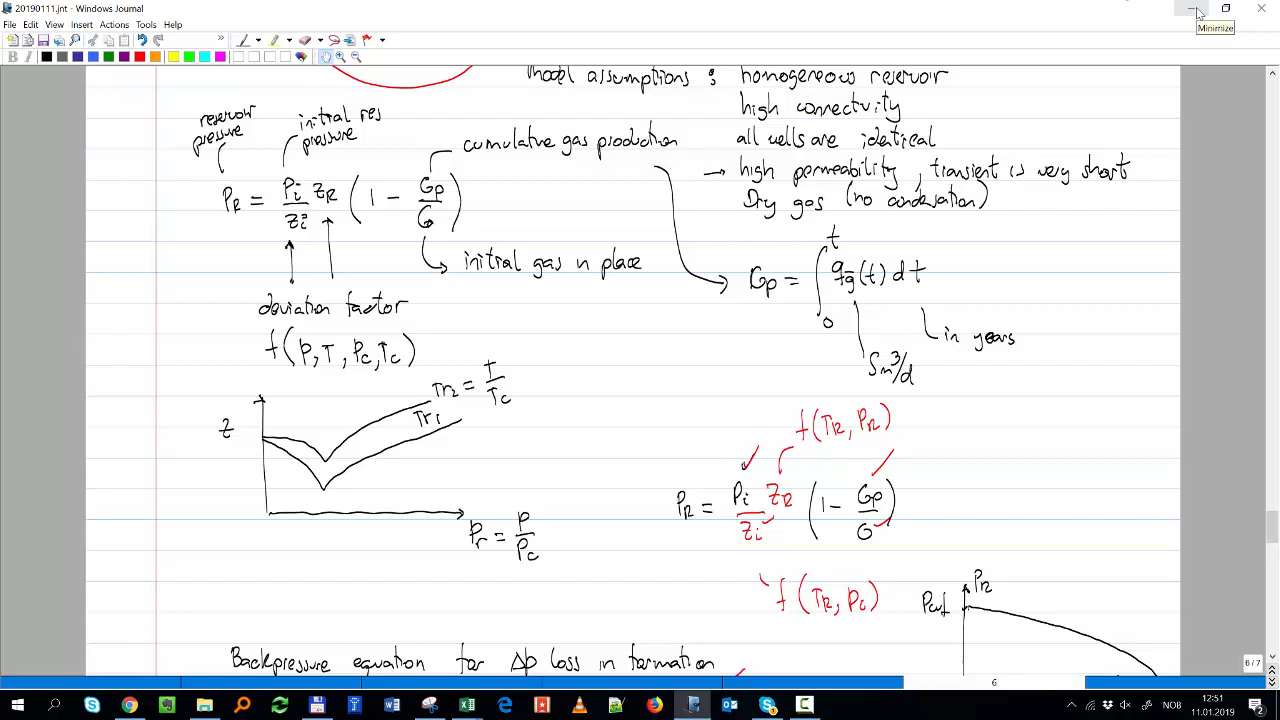 20190111.jnt - Windows Journal
File Edit View Insert Actions Tools Help
Minimize
B I
Model assumptions : homogeneous reservoir
high connectivity
all wells are identical
→ high permeability, transient is very short
Dry gas (no condensation)
reservoir pressure
initial res pressure
cumulative gas production
PR = Pi/zi ZR (1 - Gp/G)
initial gas in place
Gp = ∫0t qg̅(t) dt
in years
Sm³/d
deviation factor
f(P, T, Pc, Tc)
Z
Tr2 = T/Tc
Tr1
Pr = P/Pc
f(TR, PR)
PR = Pi/zi ZR (1 - Gp/G)
f(TR, Pi)
PR
Pwf
Backpressure equation for Δp loss in formation
6/7
6
NOB
12:51
11.01.2019